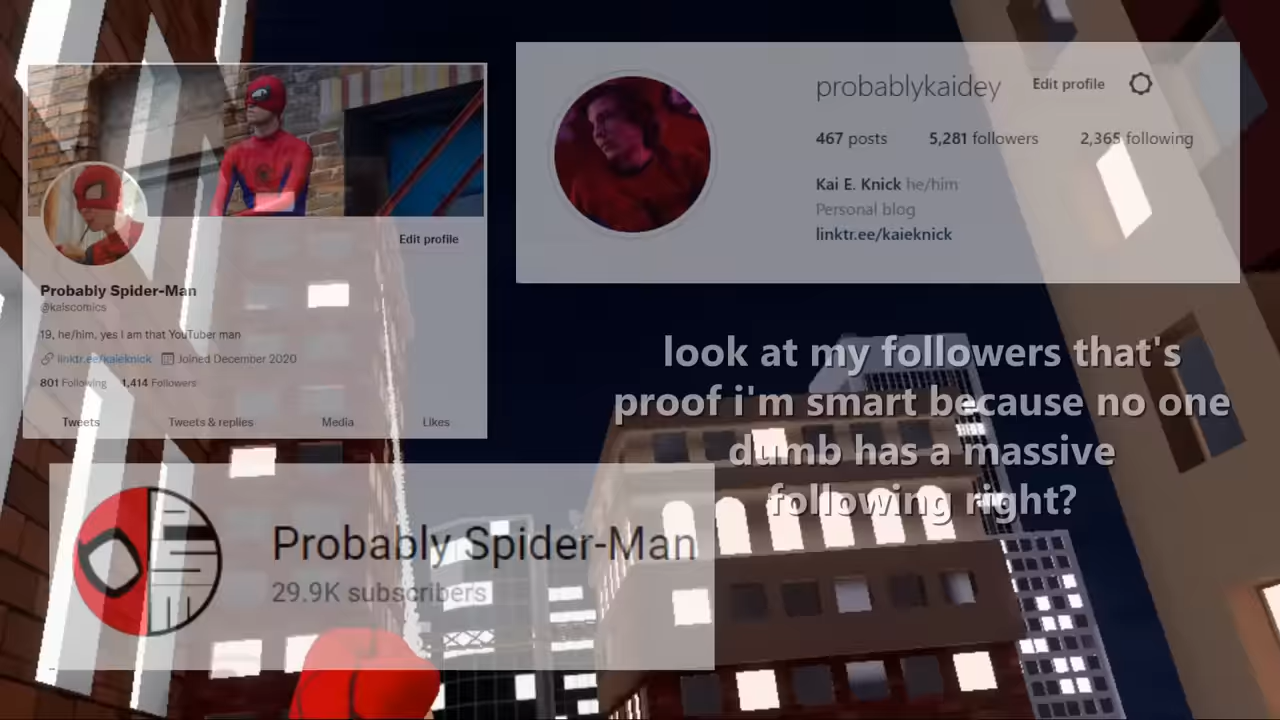 Probably Spider-Man
@kaiscomics
19, he/him, yes I am that YouTuber man
linktr.ee/kaieknick Joined December 2020
801 Following 1,414 Followers
Tweets Tweets & replies Media Likes
Edit profile
probablykaidey Edit profile
467 posts 5,281 followers 2,365 following
Kai E. Knick he/him
Personal blog
linktr.ee/kaieknick
look at my followers that's
proof i'm smart because no one
dumb has a massive
following right?
Probably Spider-Man
29.9K subscribers